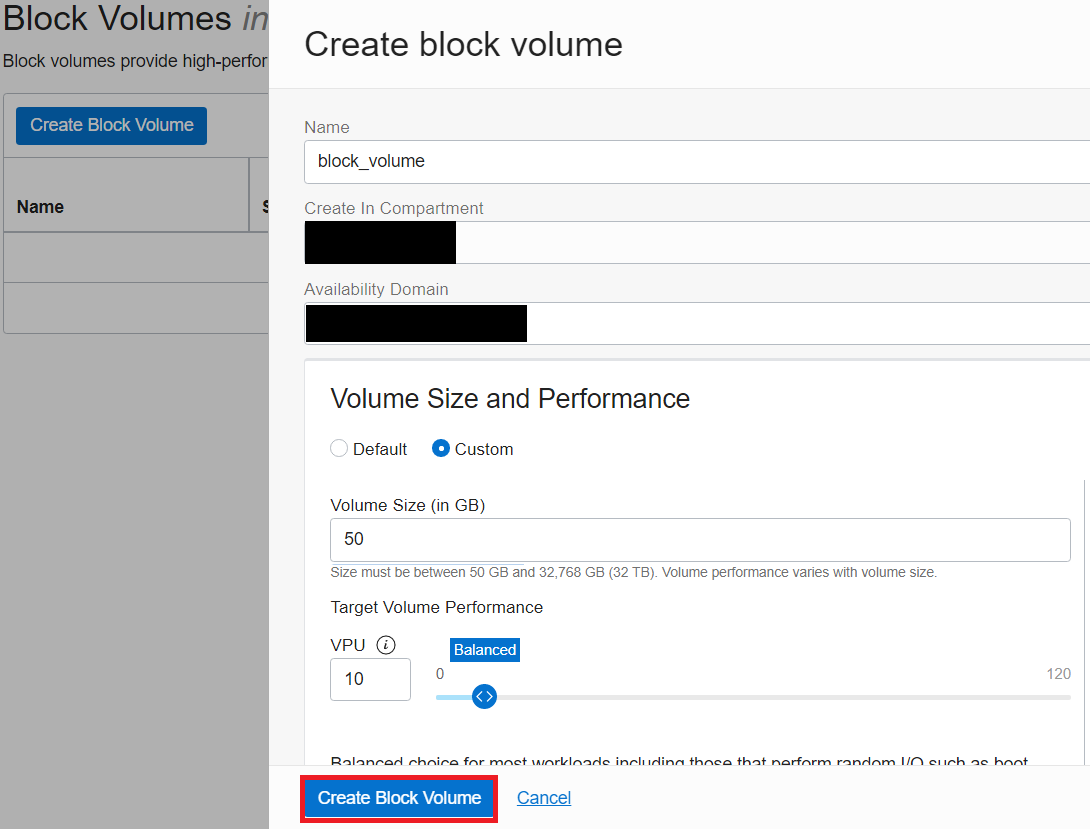 Block Volumes in
Block volumes provide high-perfor
Create Block Volume
Name
Create block volume
Name
block_volume
Create In Compartment
Availability Domain
Volume Size and Performance
Default Custom
Volume Size (in GB)
50
Size must be between 50 GB and 32,768 GB (32 TB). Volume performance varies with volume size.
Target Volume Performance
VPU i
Balanced
10
0 120
Balanced choice for most workloads including those that perform random I/O such as boot
Create Block Volume Cancel